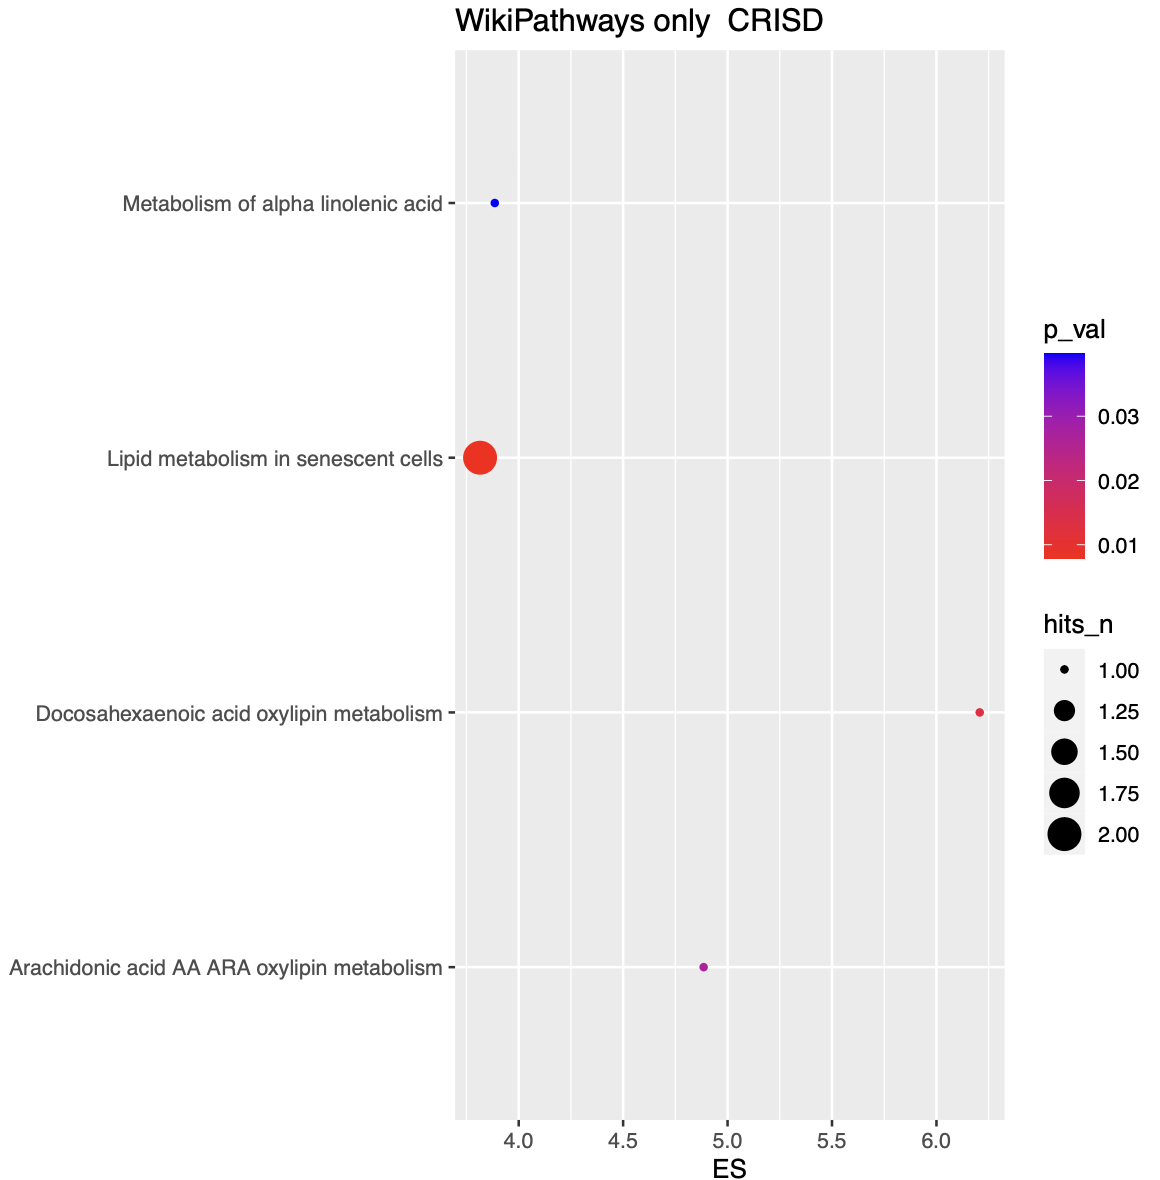 WikiPathways only  CRISD
Metabolism of alpha linolenic acid
Lipid metabolism in senescent cells
Docosahexaenoic acid oxylipin metabolism
Arachidonic acid AA ARA oxylipin metabolism
4.0 4.5 5.0 5.5 6.0
ES
p_val
0.03
0.02
0.01
hits_n
1.00
1.25
1.50
1.75
2.00